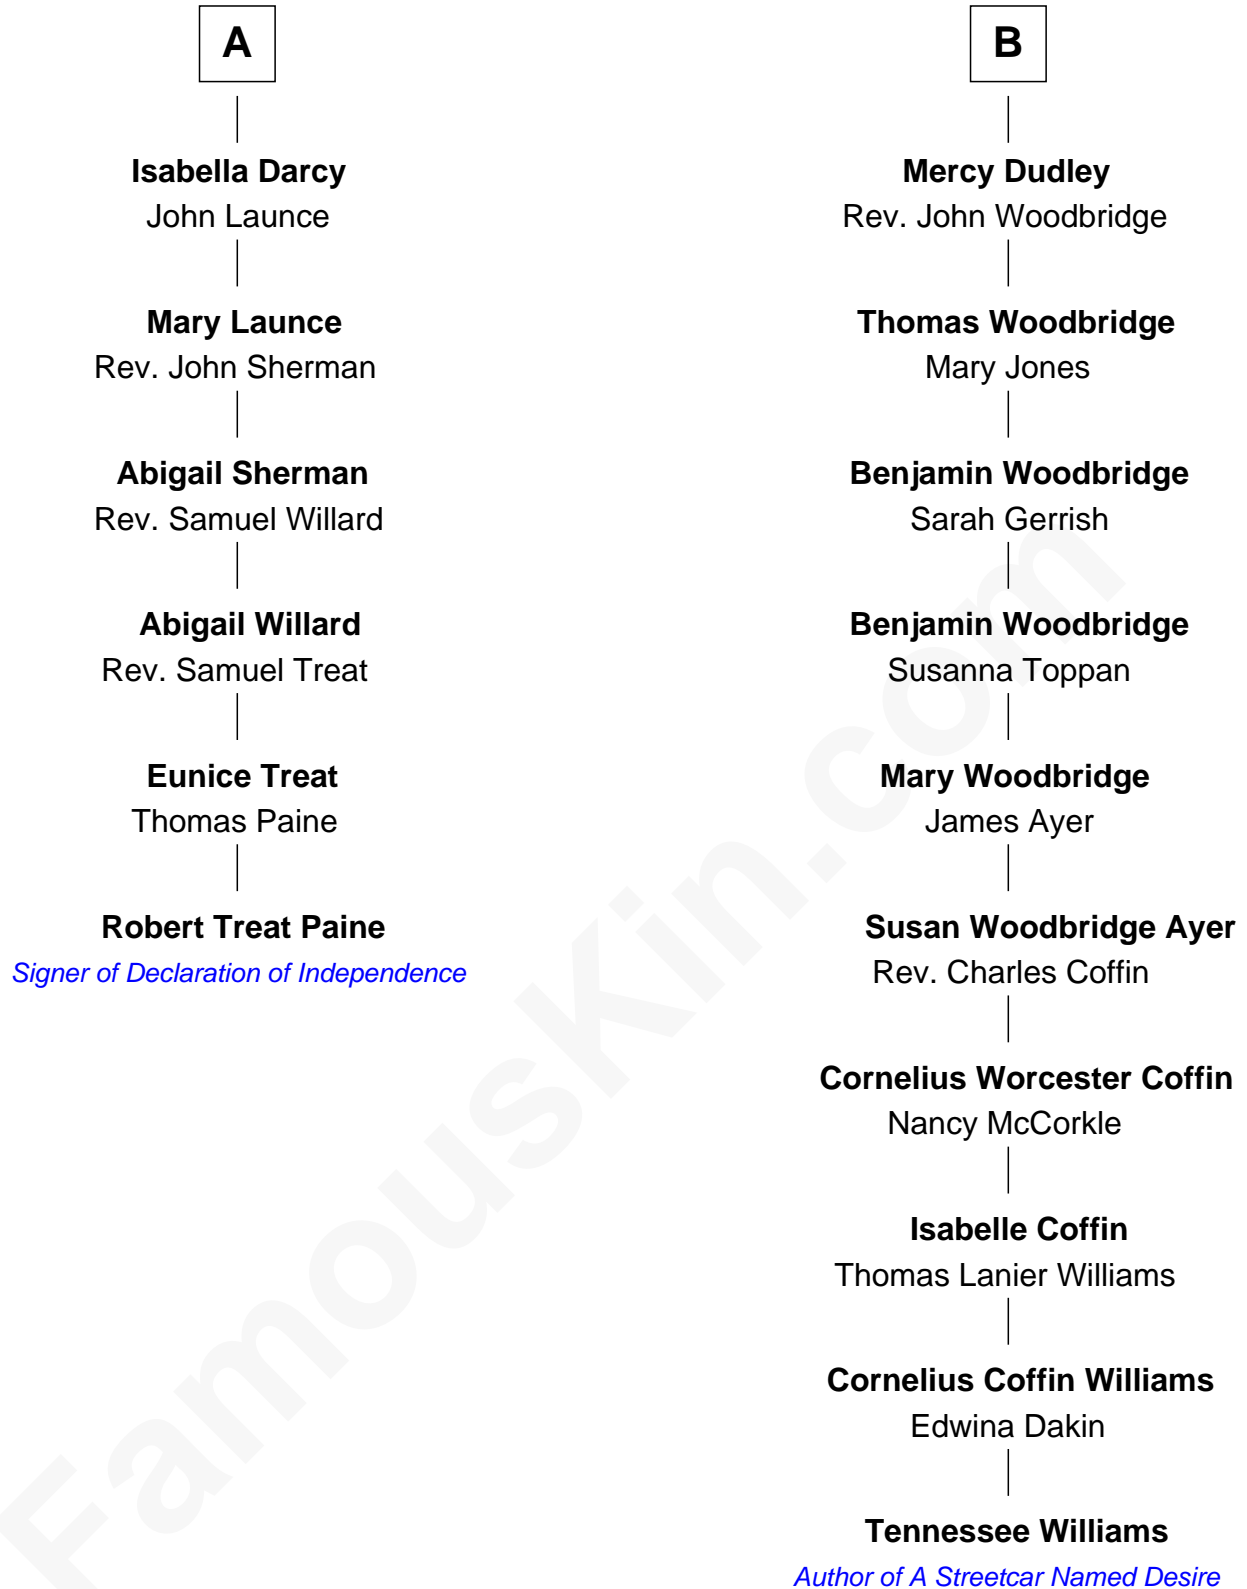 A
Isabella Darcy
John Launce
Mary Launce
Rev. John Sherman
Abigail Sherman
Rev. Samuel Willard
Abigail Willard
Rev. Samuel Treat
Eunice Treat
Thomas Paine
Robert Treat Paine
Signer of Declaration of Independence
B
Mercy Dudley
Rev. John Woodbridge
Thomas Woodbridge
Mary Jones
Benjamin Woodbridge
Sarah Gerrish
Benjamin Woodbridge
Susanna Toppan
Mary Woodbridge
James Ayer
Susan Woodbridge Ayer
Rev. Charles Coffin
Cornelius Worcester Coffin
Nancy McCorkle
Isabelle Coffin
Thomas Lanier Williams
Cornelius Coffin Williams
Edwina Dakin
Tennessee Williams
Author of A Streetcar Named Desire
FamousKin.com